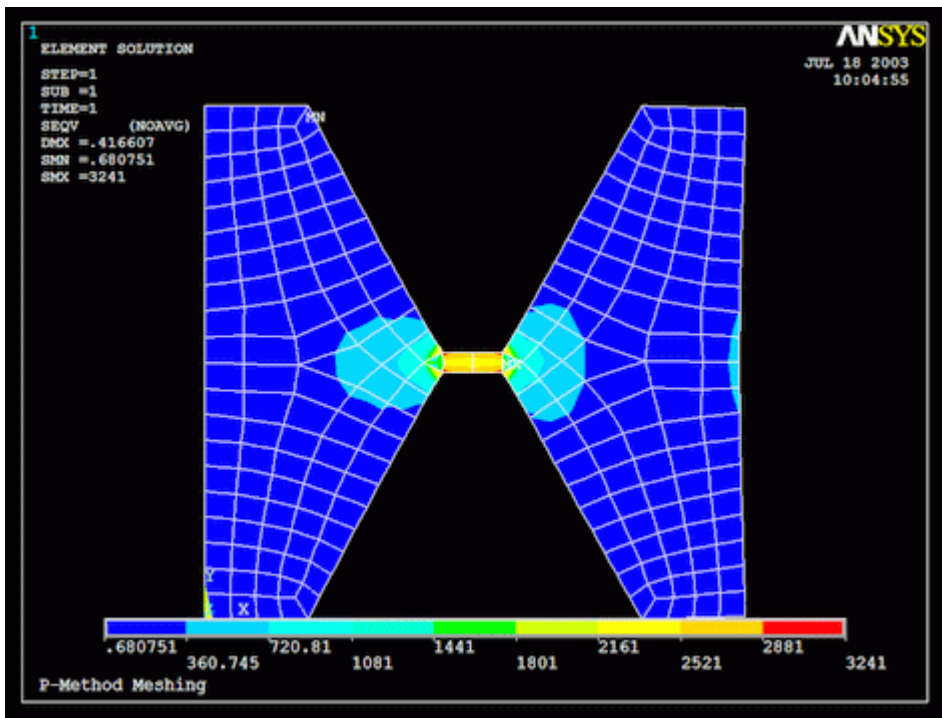 1
ELEMENT SOLUTION
STEP=1
SUB =1
TIME=1
SEQV (NOAVG)
DMX =.416607
SMN =.680751
SMX =3241
ANSYS
JUL 18 2003
10:04:55
MN
MX
Y
X
.680751 720.81 1441 2161 2881
360.745 1081 1801 2521 3241
P-Method Meshing